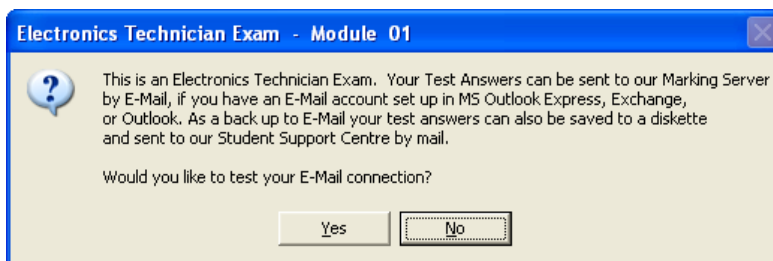 Electronics Technician Exam - Module 01
This is an Electronics Technician Exam. Your Test Answers can be sent to our Marking Server
by E-Mail, if you have an E-Mail account set up in MS Outlook Express, Exchange,
or Outlook. As a back up to E-Mail your test answers can also be saved to a diskette
and sent to our Student Support Centre by mail.
Would you like to test your E-Mail connection?
Yes No